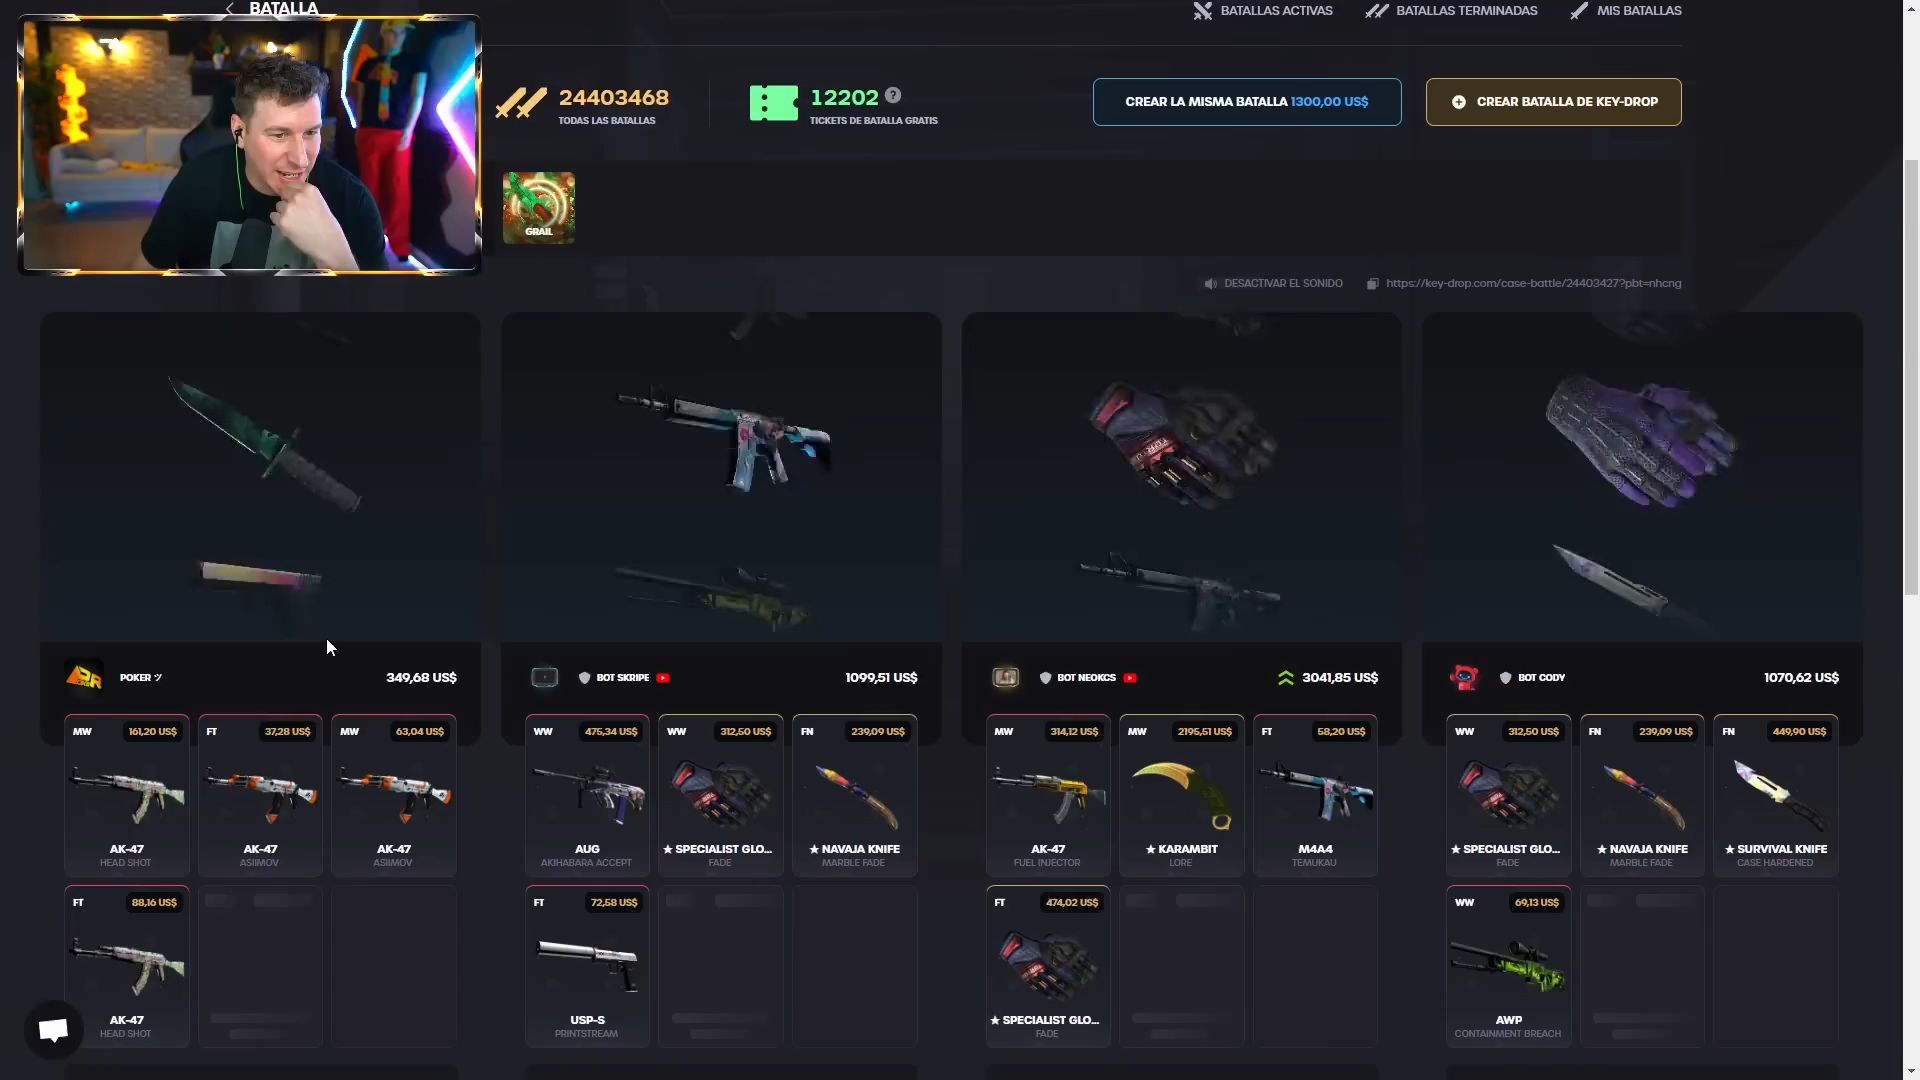 BATALLA
BATALLAS ACTIVAS
BATALLAS TERMINADAS
MIS BATALLAS
24403468
TODAS LAS BATALLAS
12202 ?
TICKETS DE BATALLA GRATIS
CREAR LA MISMA BATALLA 1300,00 US$
CREAR BATALLA DE KEY-DROP
GRAIL
DESACTIVAR EL SONIDO
https://key-drop.com/case-battle/24403427?pbt=nhcng
POKER ツ
349,68 US$
BOT SKRIPE
1099,51 US$
BOT NEOKCS
3041,85 US$
BOT CODY
1070,62 US$
MW 161,20 US$
AK-47
HEAD SHOT
FT 37,28 US$
AK-47
ASIIMOV
MW 63,04 US$
AK-47
ASIIMOV
WW 475,34 US$
AUG
AKIHABARA ACCEPT
WW 312,50 US$
★ SPECIALIST GLO...
FADE
FN 239,09 US$
★ NAVAJA KNIFE
MARBLE FADE
MW 314,12 US$
AK-47
FUEL INJECTOR
MW 2195,51 US$
★ KARAMBIT
LORE
FT 58,20 US$
M4A4
TEMUKAU
WW 312,50 US$
★ SPECIALIST GLO...
FADE
FN 239,09 US$
★ NAVAJA KNIFE
MARBLE FADE
FN 449,90 US$
★ SURVIVAL KNIFE
CASE HARDENED
FT 88,16 US$
AK-47
HEAD SHOT
FT 72,58 US$
USP-S
PRINTSTREAM
FT 474,02 US$
★ SPECIALIST GLO...
FADE
WW 69,13 US$
AWP
CONTAINMENT BREACH